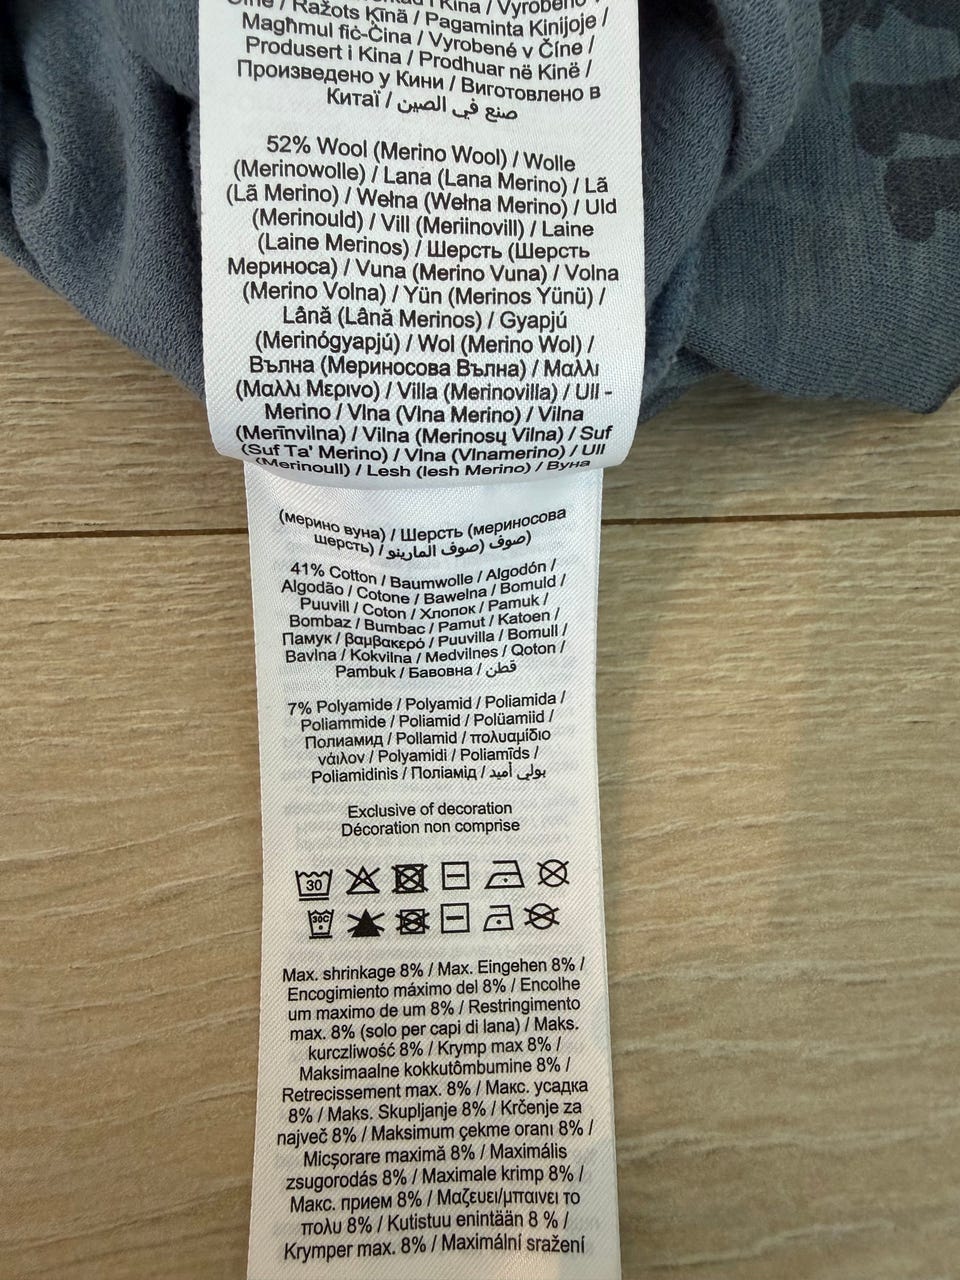 Ķīnā / Pagaminta Kinijoje /
Magħmul fiċ-Ċina / Vyrobené v Číne /
Produsert i Kina / Prodhuar në Kinë /
Произведено у Кини / Виготовлено в
Китаї / صنع في الصين
52% Wool (Merino Wool) / Wolle
(Merinowolle) / Lana (Lana Merino) / Lã
(Lã Merino) / Wełna (Wełna Merino) / Uld
(Merinould) / Vill (Meriinovill) / Laine
(Laine Merinos) / Шерсть (Шерсть
Мериноса) / Vuna (Merino Vuna) / Volna
(Merino Volna) / Yün (Merinos Yünü) /
Lână (Lână Merinos) / Gyapjú
(Merinógyapjú) / Wol (Merino Wol) /
Вълна (Мериносова Вълна) / Μαλλι
(Μαλλι Μερινο) / Villa (Merinovilla) / Ull -
Merino / Vlna (Vlna Merino) / Vilna
(Merīnvilna) / Vilna (Merinosų Vilna) / Suf
(Suf Ta' Merino) / Vlna (Vlnamerino) / Ull
(Merinoull) / Lesh (lesh Merino) / Вуна
(мерино вуна) / Шерсть (мериносова
шерсть) / صوف (صوف المارينو)
41% Cotton / Baumwolle / Algodón /
Algodão / Cotone / Bawełna / Bomuld /
Puuvill / Coton / Хлопок / Pamuk /
Bombaz / Bumbac / Pamut / Katoen /
Памук / βαμβακερό / Puuvilla / Bomull /
Bavlna / Kokvilna / Medvilnes / Qoton /
Pambuk / Бавовна / قطن
7% Polyamide / Polyamid / Poliamida /
Poliammide / Poliamid / Polüamiid /
Полиамид / Pollamid / πολυαμίδιο
νάιλον / Polyamidi / Poliamīds /
Poliamidinis / Поліамід / بولي أميد
Exclusive of decoration
Décoration non comprise
30
30C
Max. shrinkage 8% / Max. Eingehen 8% /
Encogimiento máximo del 8% / Encolhe
um maximo de um 8% / Restringimento
max. 8% (solo per capi di lana) / Maks.
kurczliwość 8% / Krymp max 8% /
Maksimaalne kokkutõmbumine 8% /
Retrecissement max. 8% / Макс. усадка
8% / Maks. Skupljanje 8% / Krčenje za
največ 8% / Maksimum çekme oranı 8% /
Micșorare maximă 8% / Maximális
zsugorodás 8% / Maximale krimp 8% /
Макс. прием 8% / Μαζευει/μπαινει το
πολυ 8% / Kutistuu enintään 8 % /
Krymper max. 8% / Maximální sražení